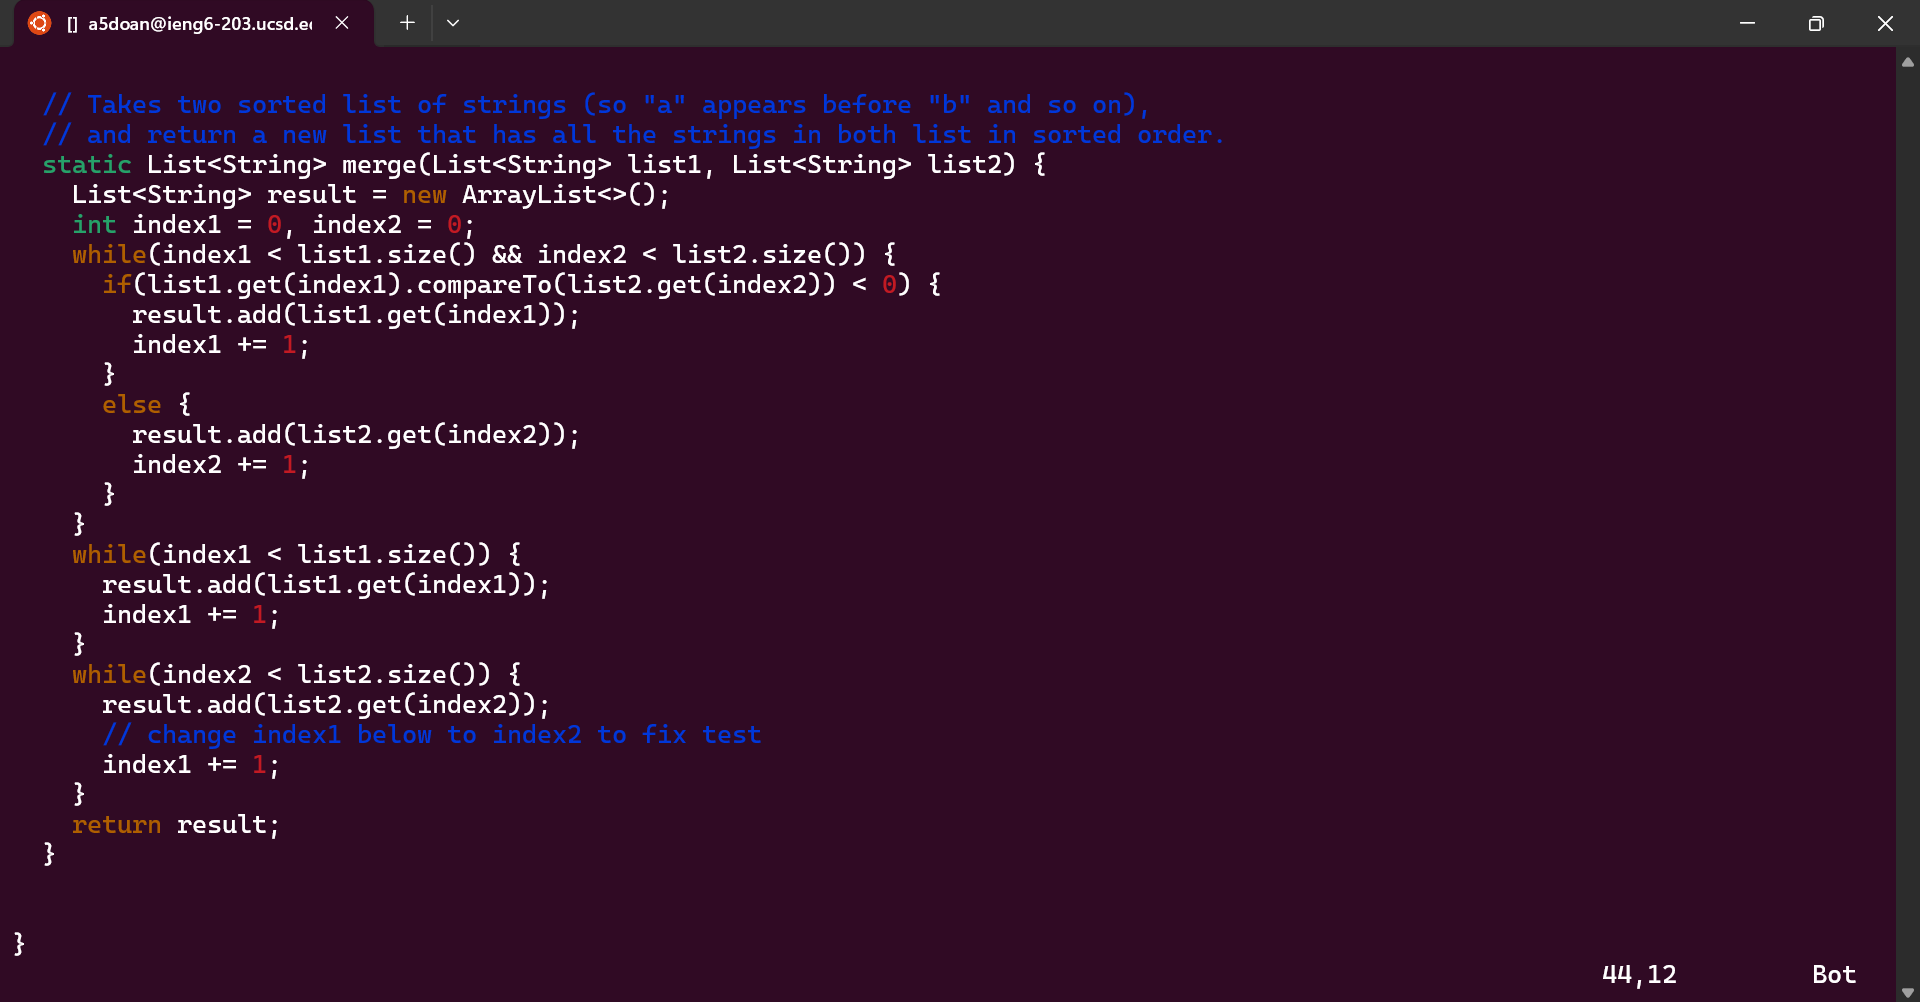 [] a5doan@ieng6-203.ucsd.e
// Takes two sorted list of strings (so "a" appears before "b" and so on),
// and return a new list that has all the strings in both list in sorted order.
static List<String> merge(List<String> list1, List<String> list2) {
List<String> result = new ArrayList<>();
int index1 = 0, index2 = 0;
while(index1 < list1.size() && index2 < list2.size()) {
if(list1.get(index1).compareTo(list2.get(index2)) < 0) {
result.add(list1.get(index1));
index1 += 1;
}
else {
result.add(list2.get(index2));
index2 += 1;
}
}
while(index1 < list1.size()) {
result.add(list1.get(index1));
index1 += 1;
}
while(index2 < list2.size()) {
result.add(list2.get(index2));
// change index1 below to index2 to fix test
index1 += 1;
}
return result;
}
}
44,12 Bot